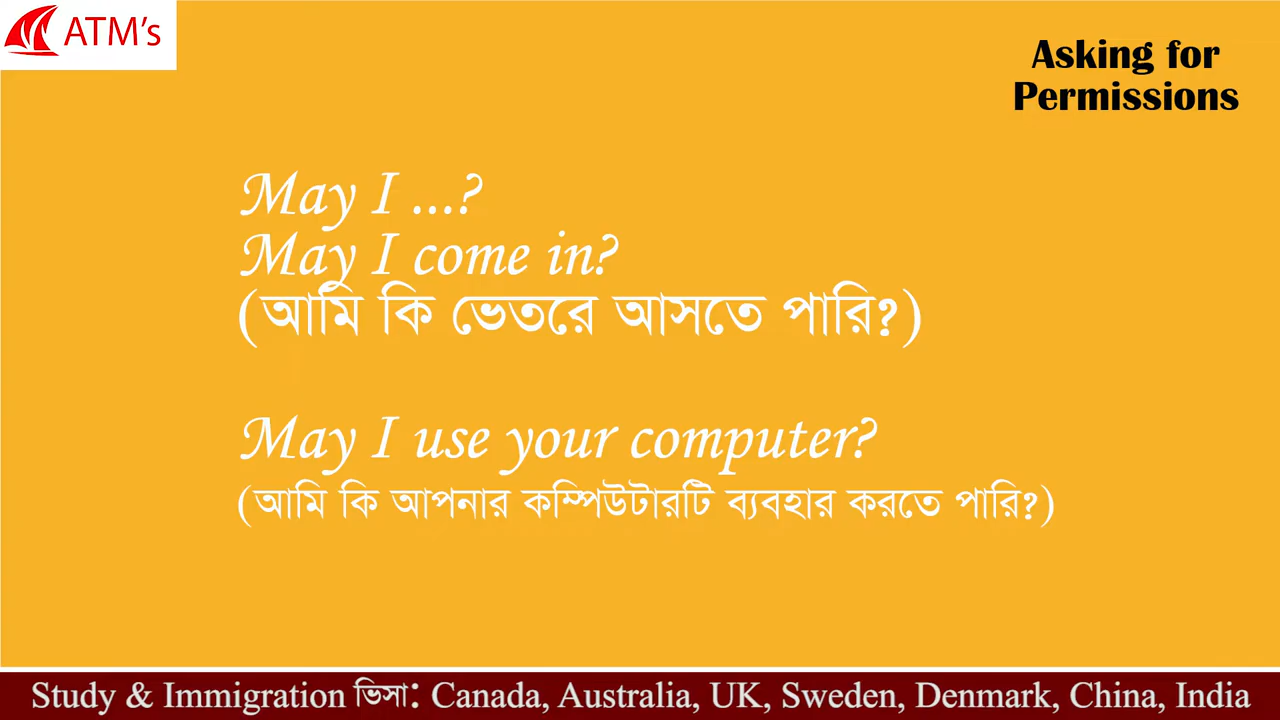 ATM's
Asking for
Permissions
May I ...?
May I come in?
(আমি কি ভেতরে আসতে পারি?)
May I use your computer?
(আমি কি আপনার কম্পিউটারটি ব্যবহার করতে পারি?)
Study & Immigration ভিসা: Canada, Australia, UK, Sweden, Denmark, China, India